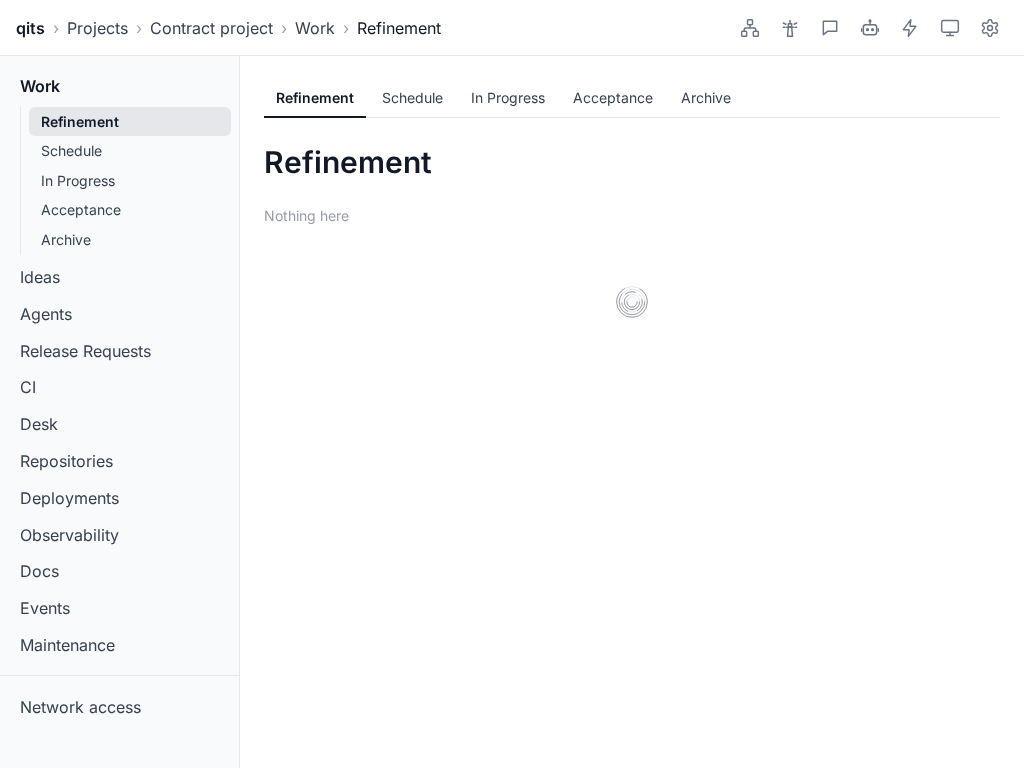 qits › Projects › Contract project › Work › Refinement
Work
Refinement
Schedule
In Progress
Acceptance
Archive
Ideas
Agents
Release Requests
CI
Desk
Repositories
Deployments
Observability
Docs
Events
Maintenance
Network access
Refinement Schedule In Progress Acceptance Archive
Refinement
Nothing here